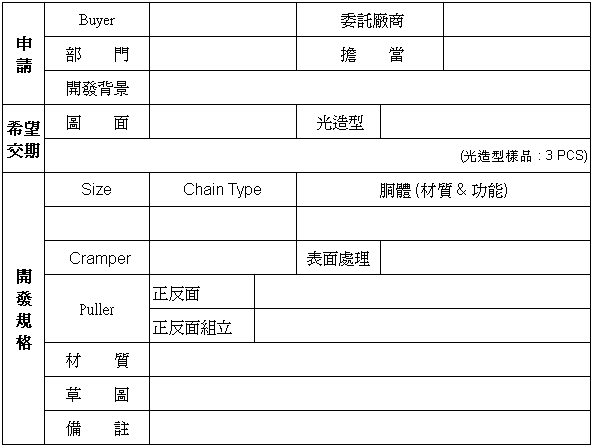 申請
Buyer 委託廠商
部 門 擔 當
開發背景
希望交期
圖 面 光造型
(光造型樣品：3 PCS)
開發規格
Size Chain Type 胴體 (材質 & 功能)
Cramper 表面處理
Puller
正反面
正反面組立
材 質
草 圖
備 註